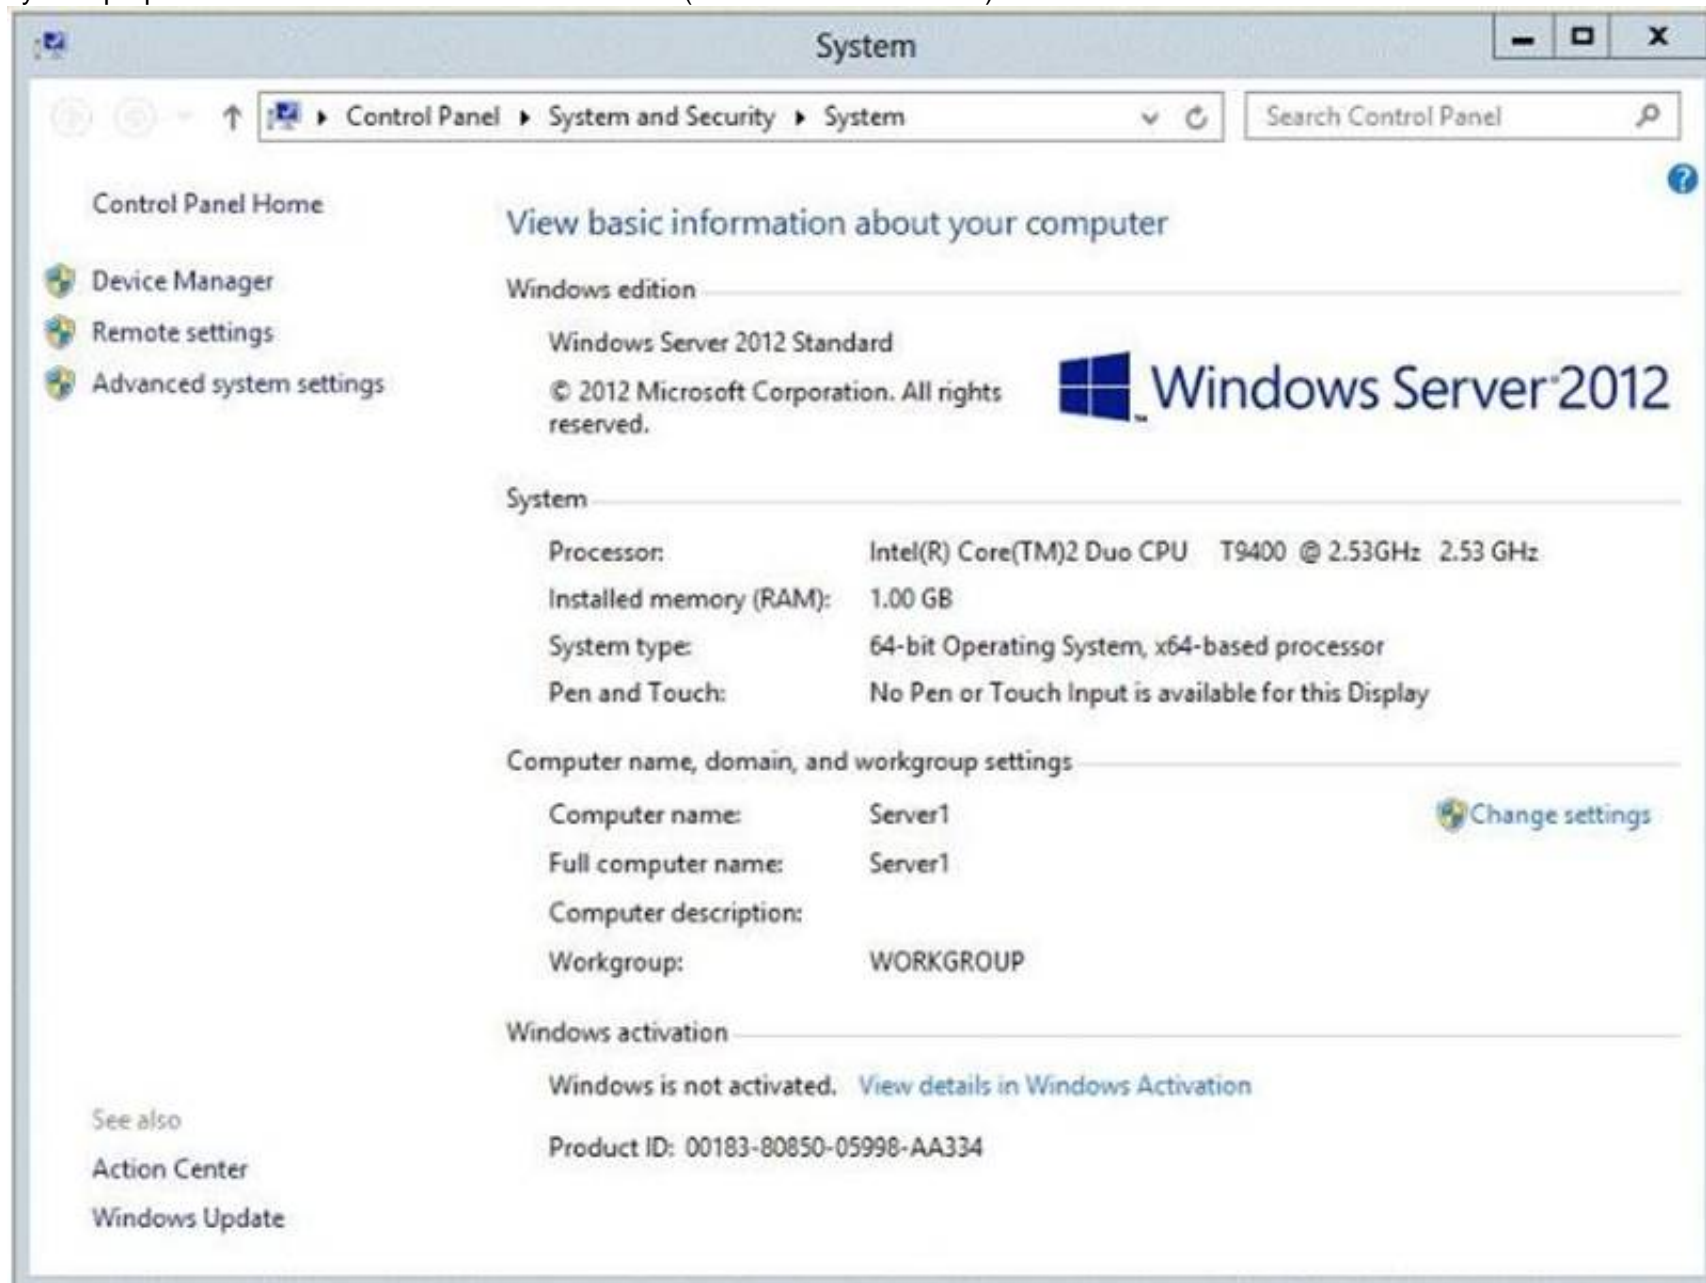 System
Control Panel ▸ System and Security ▸ System
Search Control Panel
Control Panel Home
Device Manager
Remote settings
Advanced system settings
View basic information about your computer
Windows edition
Windows Server 2012 Standard
© 2012 Microsoft Corporation. All rights
reserved.
Windows Server 2012
System
Processor: Intel(R) Core(TM)2 Duo CPU T9400 @ 2.53GHz 2.53 GHz
Installed memory (RAM): 1.00 GB
System type: 64-bit Operating System, x64-based processor
Pen and Touch: No Pen or Touch Input is available for this Display
Computer name, domain, and workgroup settings
Computer name: Server1
Change settings
Full computer name: Server1
Computer description:
Workgroup: WORKGROUP
Windows activation
Windows is not activated. View details in Windows Activation
Product ID: 00183-80850-05998-AA334
See also
Action Center
Windows Update